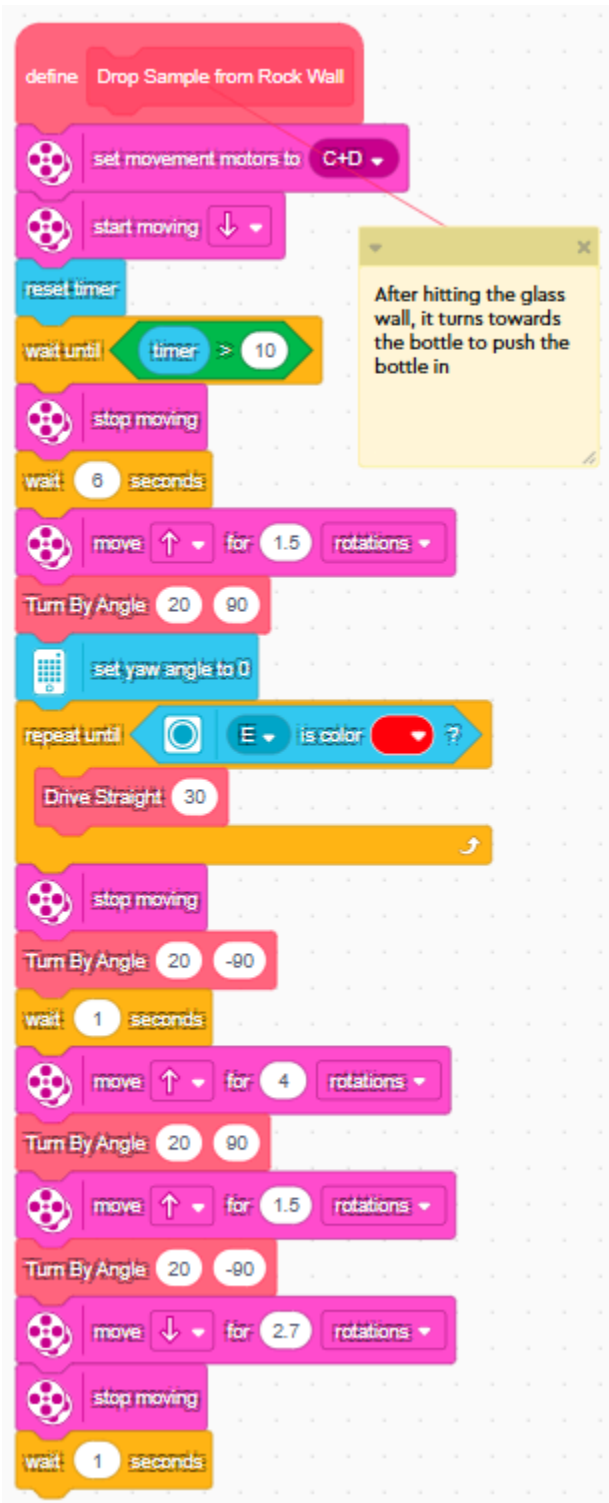 define Drop Sample from Rock Wall
set movement motors to C+D
start moving
reset timer
After hitting the glass
wall, it turns towards
the bottle to push the
bottle in
wait until timer > 10
stop moving
wait 6 seconds
move for 1.5 rotations
Turn By Angle 20 90
set yaw angle to 0
repeat until E is color ?
Drive Straight 30
stop moving
Turn By Angle 20 -90
wait 1 seconds
move for 4 rotations
Turn By Angle 20 90
move for 1.5 rotations
Turn By Angle 20 -90
move for 2.7 rotations
stop moving
wait 1 seconds